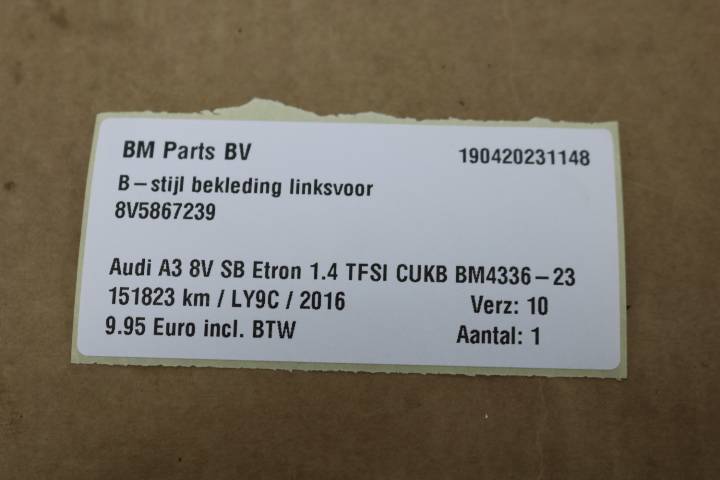 BM Parts BV 190420231148
B-stijl bekleding linksvoor
8V5867239
Audi A3 8V SB Etron 1.4 TFSI CUKB BM4336-23
151823 km / LY9C / 2016 Verz: 10
9.95 Euro incl. BTW Aantal: 1